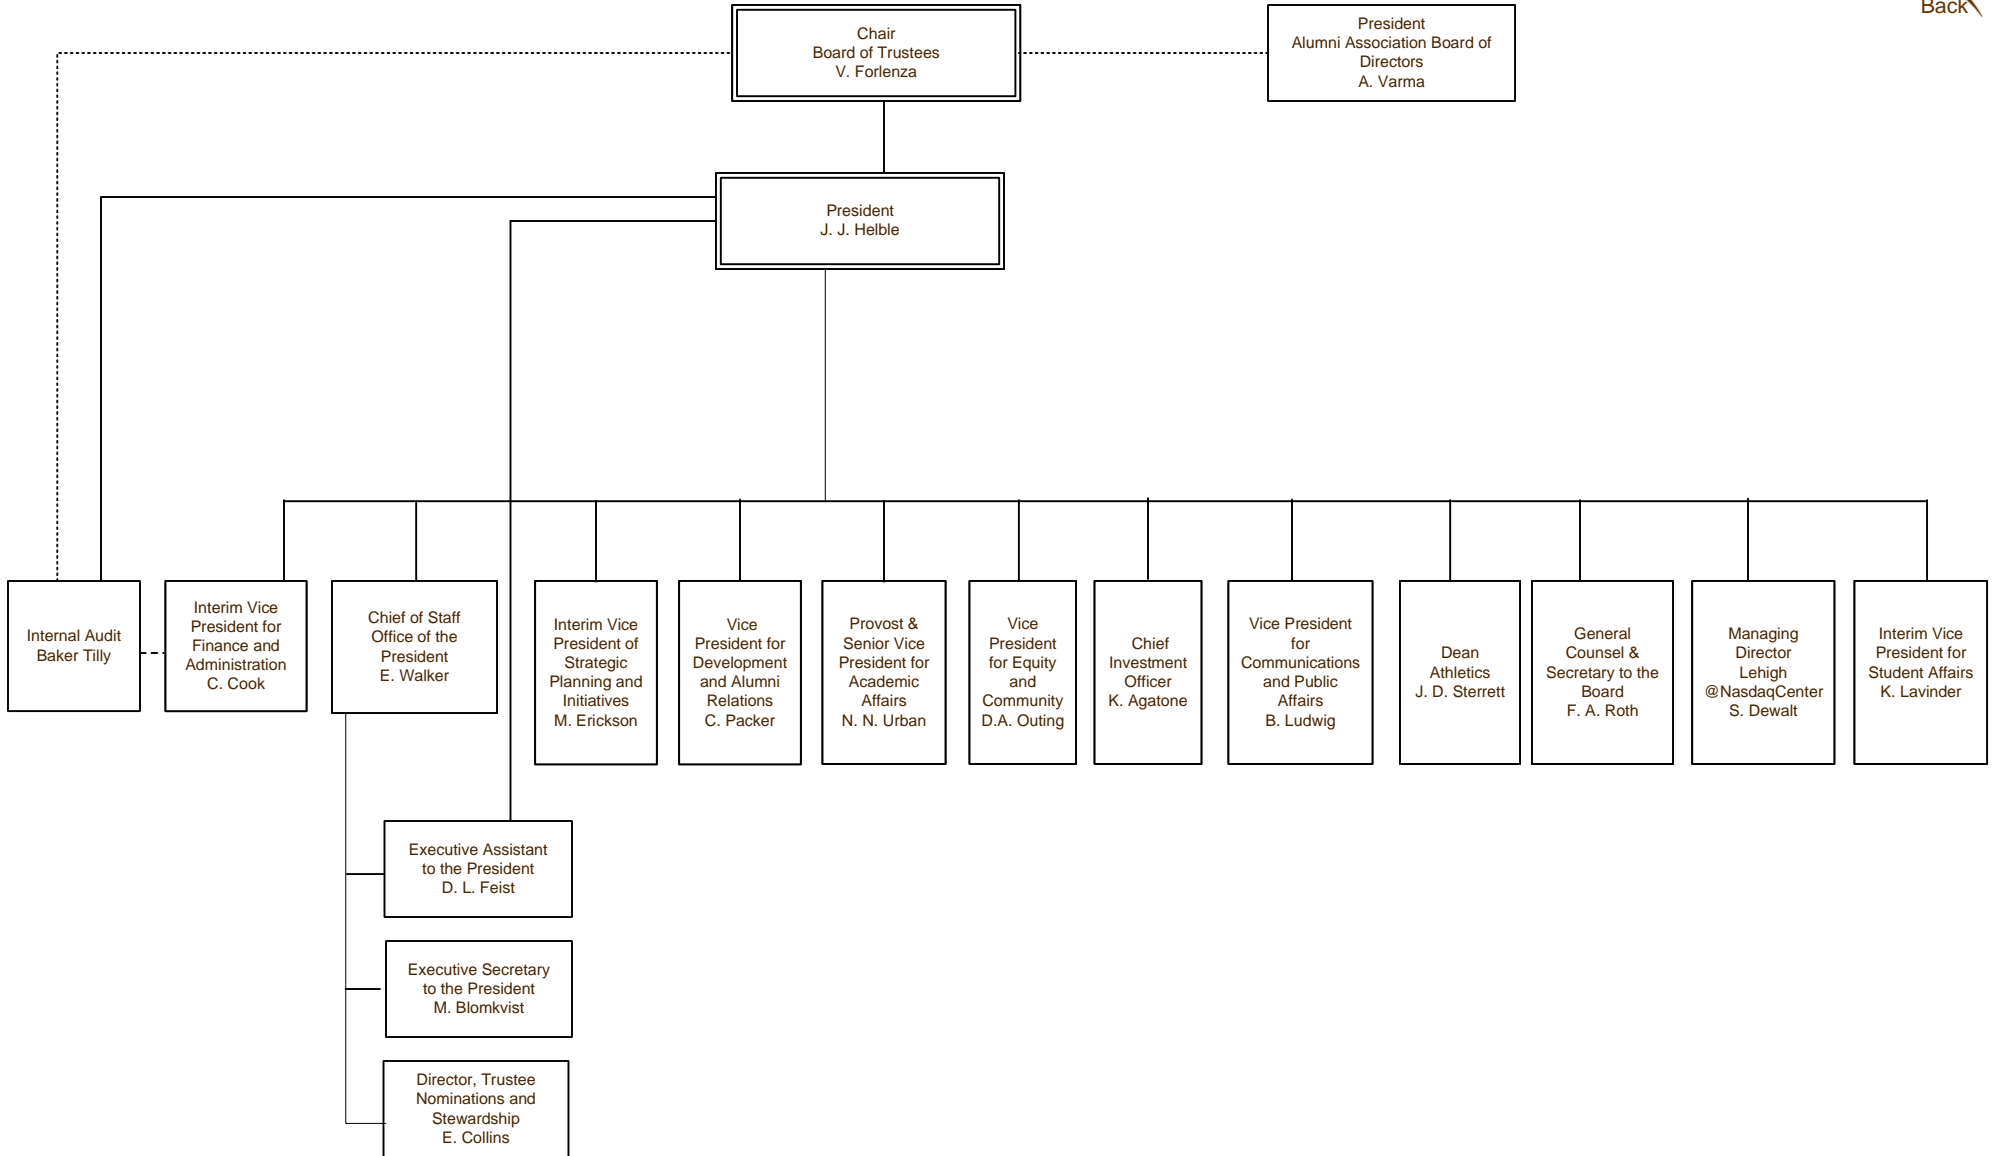 Back
Chair
Board of Trustees
V. Forlenza
President
Alumni Association Board of
Directors
A. Varma
President
J. J. Helble
Internal Audit
Baker Tilly
Interim Vice
President for
Finance and
Administration
C. Cook
Chief of Staff
Office of the
President
E. Walker
Interim Vice
President of
Strategic
Planning and
Initiatives
M. Erickson
Vice
President for
Development
and Alumni
Relations
C. Packer
Provost &
Senior Vice
President for
Academic
Affairs
N. N. Urban
Vice
President
for Equity
and
Community
D.A. Outing
Chief
Investment
Officer
K. Agatone
Vice President
for
Communications
and Public
Affairs
B. Ludwig
Dean
Athletics
J. D. Sterrett
General
Counsel &
Secretary to the
Board
F. A. Roth
Managing
Director
Lehigh
@NasdaqCenter
S. Dewalt
Interim Vice
President for
Student Affairs
K. Lavinder
Executive Assistant
to the President
D. L. Feist
Executive Secretary
to the President
M. Blomkvist
Director, Trustee
Nominations and
Stewardship
E. Collins